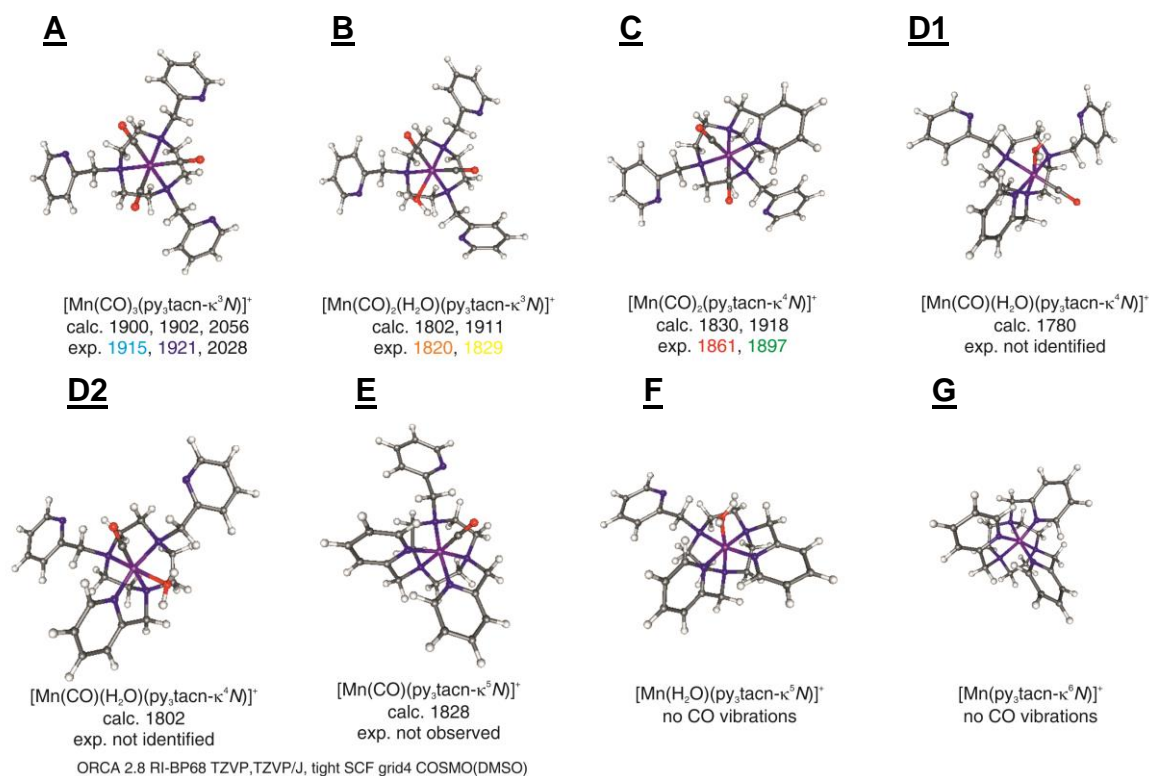 A
B
C
D1
[Mn(CO)₃(py₃tacn-κ³N)]⁺
calc. 1900, 1902, 2056
exp. 1915, 1921, 2028
[Mn(CO)₂(H₂O)(py₃tacn-κ³N)]⁺
calc. 1802, 1911
exp. 1820, 1829
[Mn(CO)₂(py₃tacn-κ⁴N)]⁺
calc. 1830, 1918
exp. 1861, 1897
[Mn(CO)(H₂O)(py₃tacn-κ⁴N)]⁺
calc. 1780
exp. not identified
D2
E
F
G
[Mn(CO)(H₂O)(py₃tacn-κ⁴N)]⁺
calc. 1802
exp. not identified
[Mn(CO)(py₃tacn-κ⁵N)]⁺
calc. 1828
exp. not observed
[Mn(H₂O)(py₃tacn-κ⁵N)]⁺
no CO vibrations
[Mn(py₃tacn-κ⁶N)]⁺
no CO vibrations
ORCA 2.8 RI-BP68 TZVP,TZVP/J, tight SCF grid4 COSMO(DMSO)